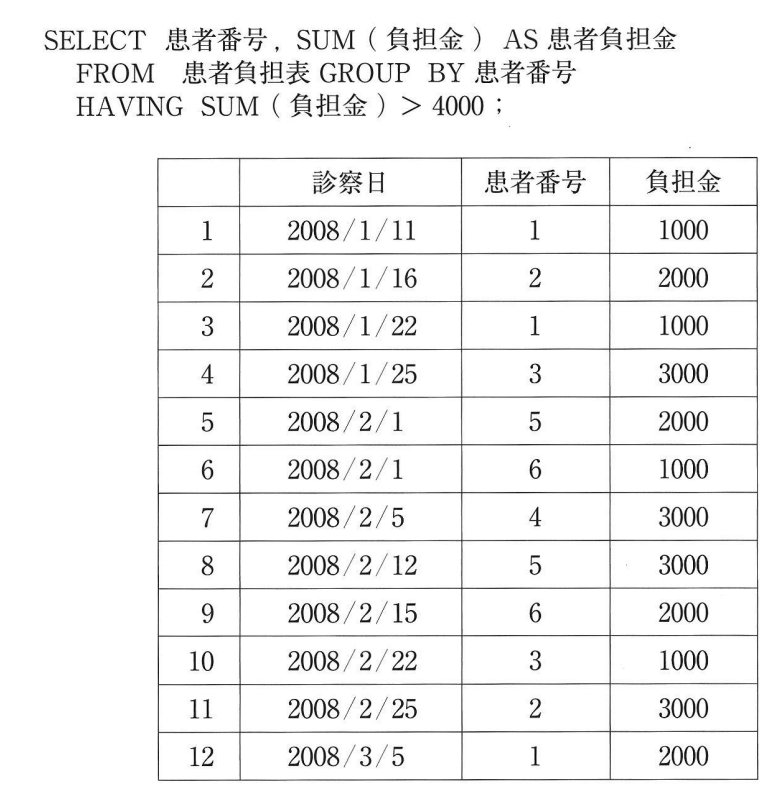 SELECT 患者番号, SUM ( 負担金 ) AS 患者負担金
FROM 患者負担表 GROUP BY 患者番号
HAVING SUM ( 負担金 ) > 4000 ;
診察日 患者番号 負担金
1 2008/1/11 1 1000
2 2008/1/16 2 2000
3 2008/1/22 1 1000
4 2008/1/25 3 3000
5 2008/2/1 5 2000
6 2008/2/1 6 1000
7 2008/2/5 4 3000
8 2008/2/12 5 3000
9 2008/2/15 6 2000
10 2008/2/22 3 1000
11 2008/2/25 2 3000
12 2008/3/5 1 2000